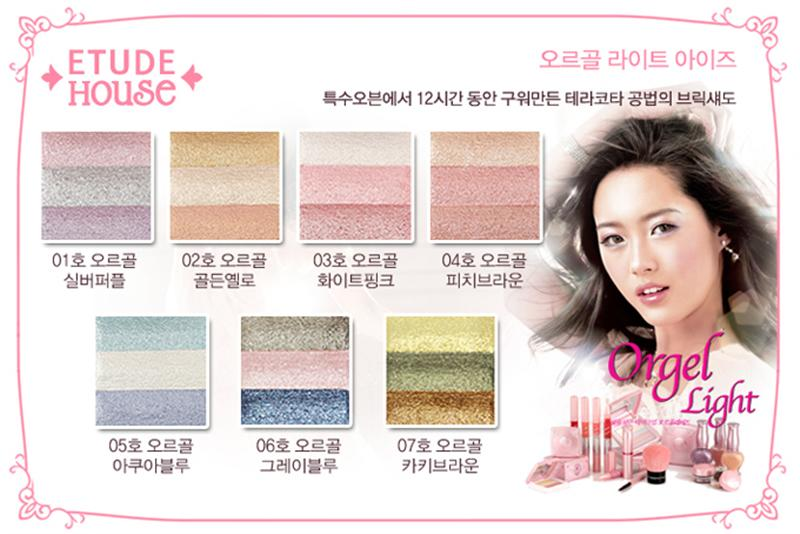 ETUDE
HOUSE
오르골 라이트 아이즈
특수오븐에서 12시간 동안 구워만든 테라코타 공법의 브릭섀도
01호 오르골
실버퍼플
02호 오르골
골든옐로
03호 오르골
화이트핑크
04호 오르골
피치브라운
05호 오르골
아쿠아블루
06호 오르골
그레이블루
07호 오르골
카키브라운
Orgel
Light